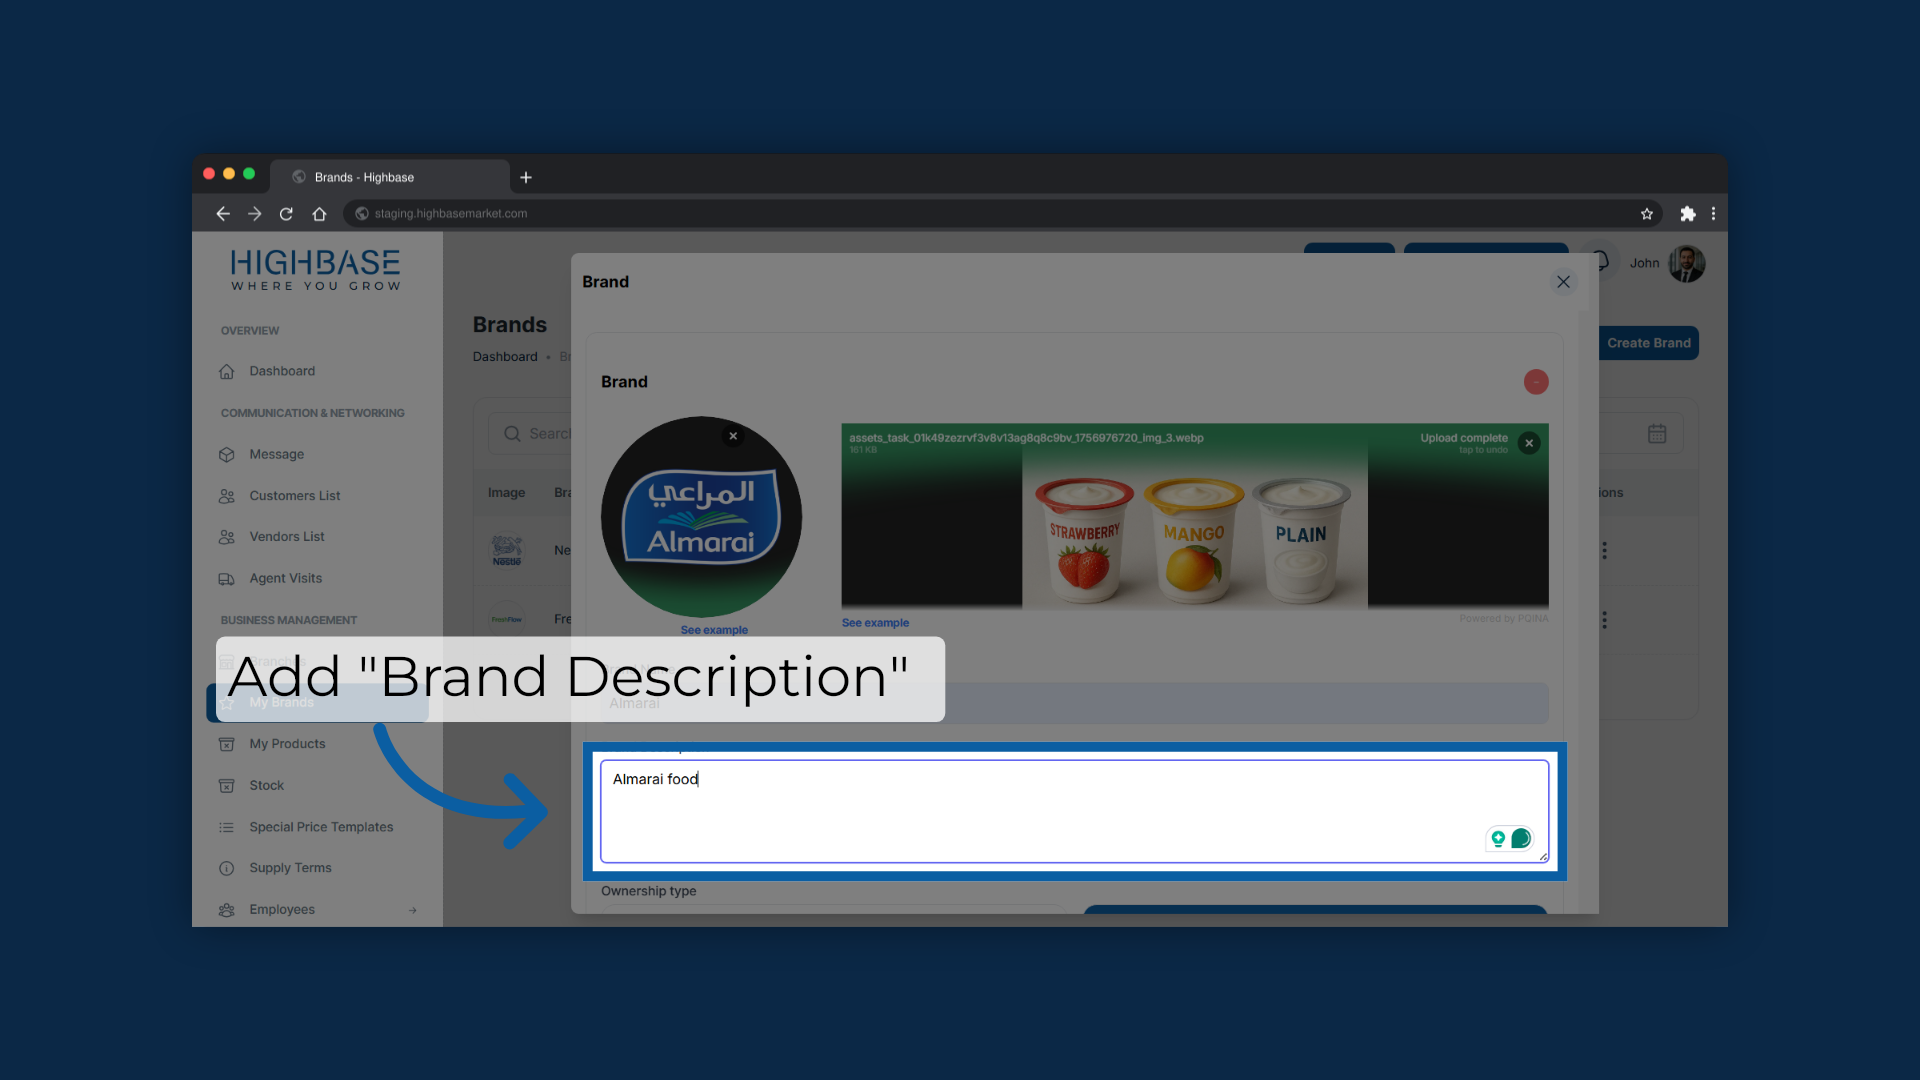 Brands - Highbase
staging.highbasemarket.com
HIGHBASE
WHERE YOU GROW
OVERVIEW
Dashboard
COMMUNICATION & NETWORKING
Message
Customers List
Vendors List
Agent Visits
BUSINESS MANAGEMENT
Branches
My Brands
My Products
Stock
Special Price Templates
Supply Terms
Employees
John
Brands
Dashboard • Br
Create Brand
Search
Image
Bra
ions
Nestle
Ne
FreshFlow
Fre
Brand
Brand
المراعي
Almarai
See example
assets_task_01k49zezrvf3v8v13ag8q8c9bv_1756976720_img_3.webp
161 KB
Upload complete
tap to undo
STRAWBERRY
MANGO
PLAIN
See example
Powered by PQINA
Add "Brand Description"
Almarai
Almarai food
Ownership type